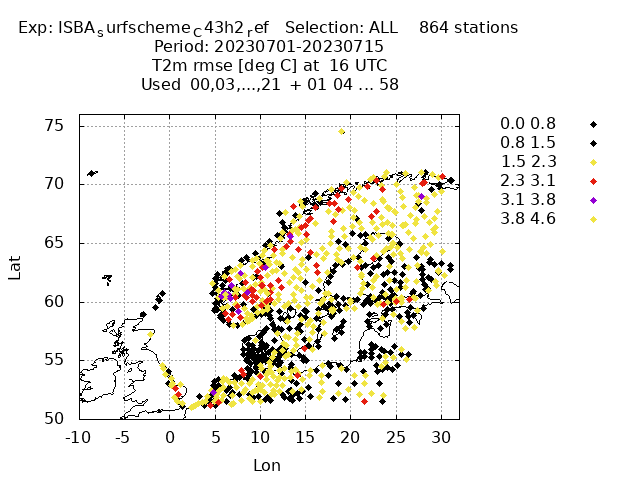 Exp: ISBAsurfschemeC43h2ref   Selection: ALL    864 stations
Period: 20230701-20230715
T2m rmse [deg C] at  16 UTC
Used  00,03,...,21  + 01 04 ... 58
0.0 0.8
0.8 1.5
1.5 2.3
2.3 3.1
3.1 3.8
3.8 4.6
75
70
65
60
55
50
Lat
-10 -5 0 5 10 15 20 25 30
Lon